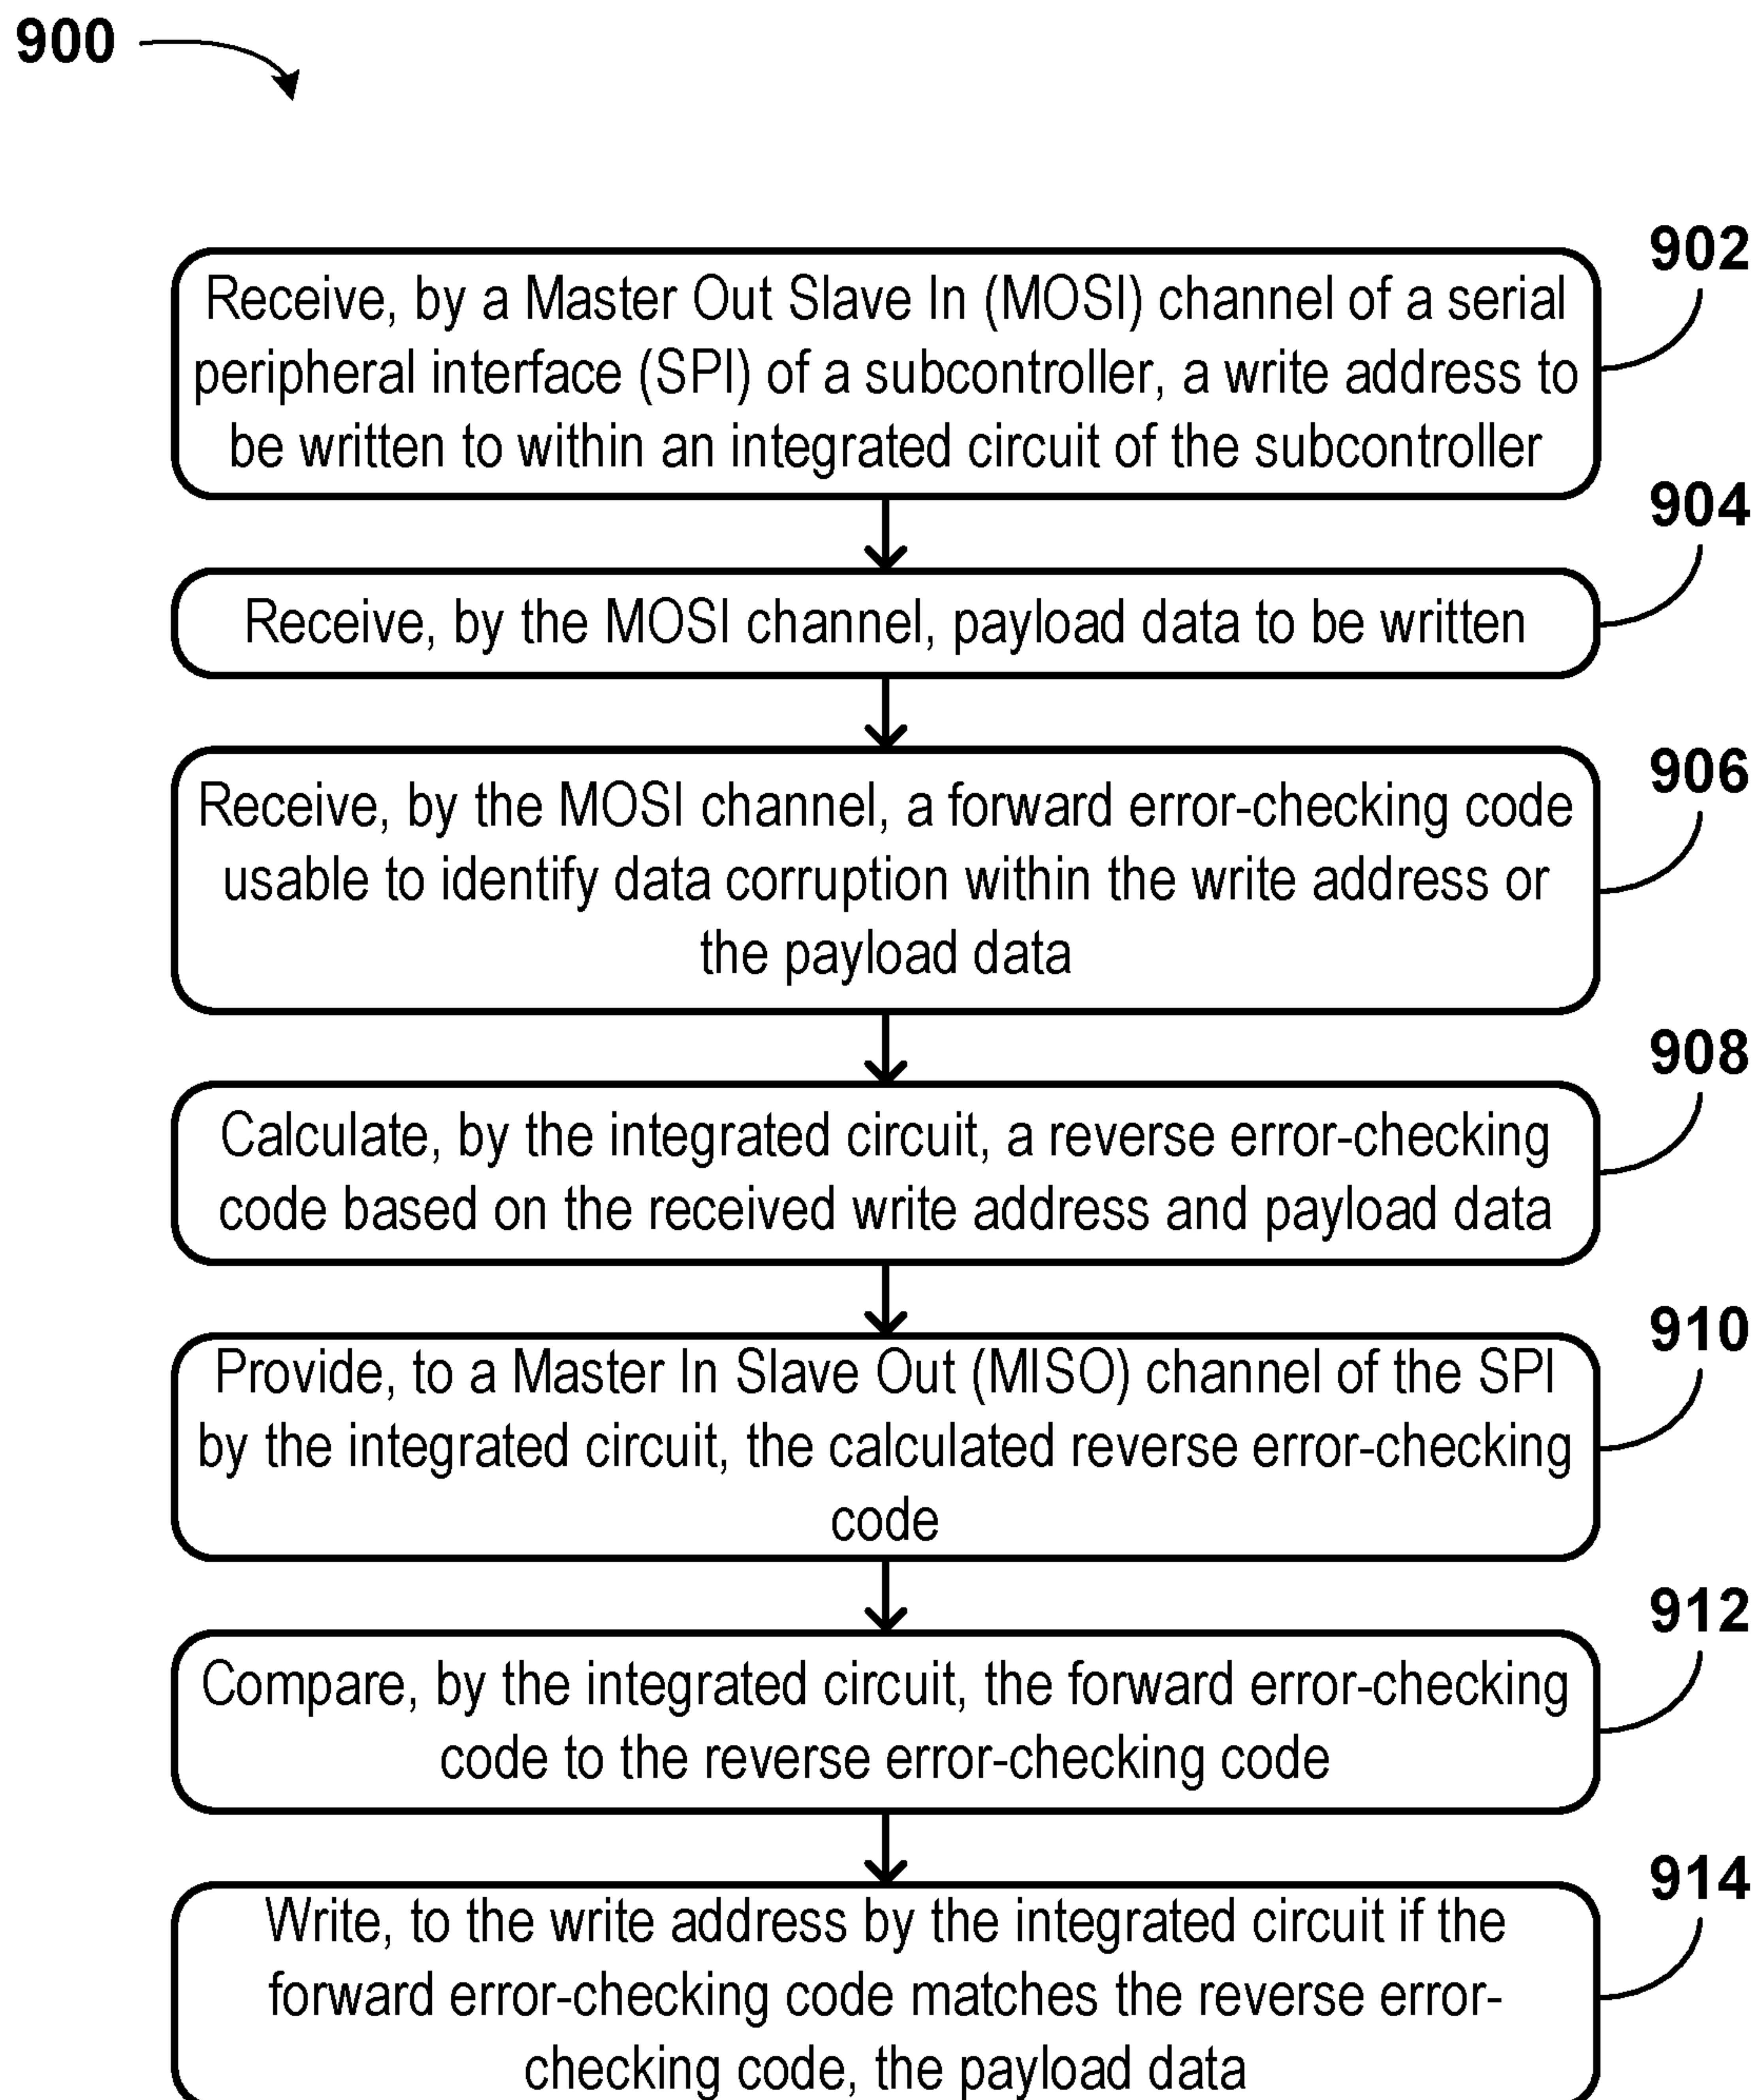 900
902
Receive, by a Master Out Slave In (MOSI) channel of a serial
peripheral interface (SPI) of a subcontroller, a write address to
be written to within an integrated circuit of the subcontroller
904
Receive, by the MOSI channel, payload data to be written
906
Receive, by the MOSI channel, a forward error-checking code
usable to identify data corruption within the write address or
the payload data
908
Calculate, by the integrated circuit, a reverse error-checking
code based on the received write address and payload data
910
Provide, to a Master In Slave Out (MISO) channel of the SPI
by the integrated circuit, the calculated reverse error-checking
code
912
Compare, by the integrated circuit, the forward error-checking
code to the reverse error-checking code
914
Write, to the write address by the integrated circuit if the
forward error-checking code matches the reverse error-
checking code, the payload data